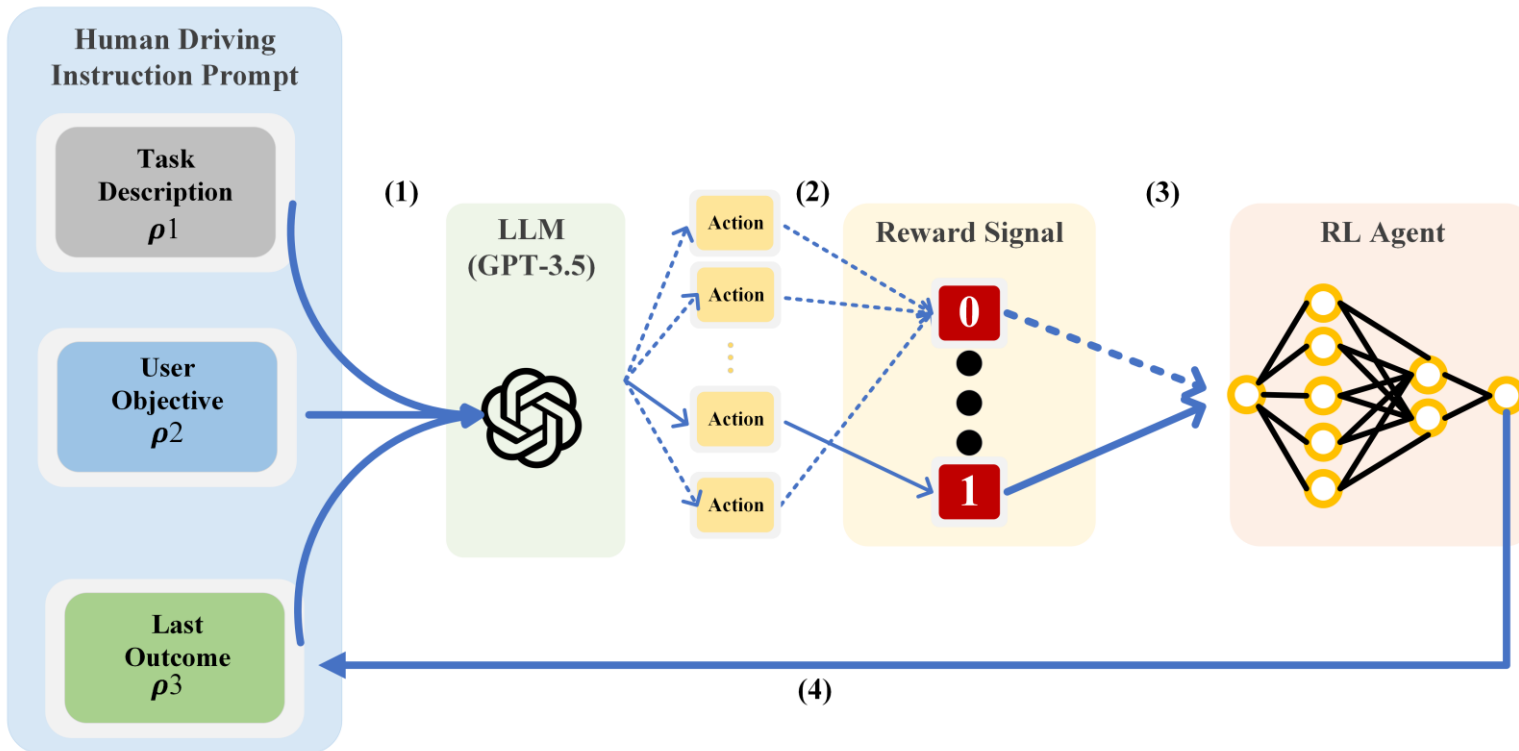 Human Driving
Instruction Prompt
Task
Description
ρ1
User
Objective
ρ2
Last
Outcome
ρ3
(1)
LLM
(GPT-3.5)
Action
Action
Action
Action
(2)
Reward Signal
0
1
(3)
RL Agent
(4)